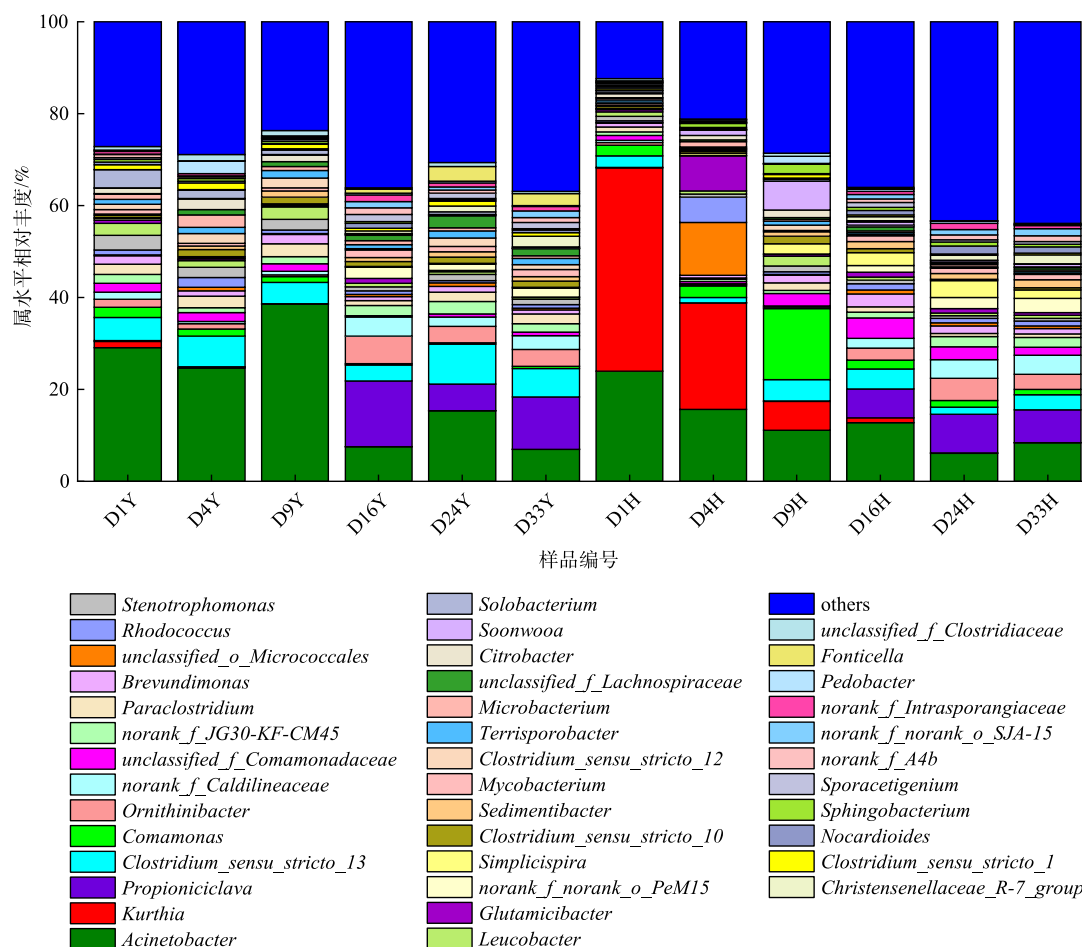 100
80
60
40
20
0
属水平相对丰度/%
D1Y D4Y D9Y D16Y D24Y D33Y D1H D4H D9H D16H D24H D33H
样品编号
Stenotrophomonas Solobacterium others
Rhodococcus Soonwooa unclassified_f_Clostridiaceae
unclassified_o_Micrococcales Citrobacter Fonticella
Brevundimonas unclassified_f_Lachnospiraceae Pedobacter
Paraclostridium Microbacterium norank_f_Intrasporangiaceae
norank_f_JG30-KF-CM45 Terrisporobacter norank_f_norank_o_SJA-15
unclassified_f_Comamonadaceae Clostridium_sensu_stricto_12 norank_f_A4b
norank_f_Caldilineaceae Mycobacterium Sporacetigenium
Ornithinibacter Sedimentibacter Sphingobacterium
Comamonas Clostridium_sensu_stricto_10 Nocardioides
Clostridium_sensu_stricto_13 Simplicispira Clostridium_sensu_stricto_1
Propioniciclava norank_f_norank_o_PeM15 Christensenellaceae_R-7_group
Kurthia Glutamicibacter
Acinetobacter Leucobacter